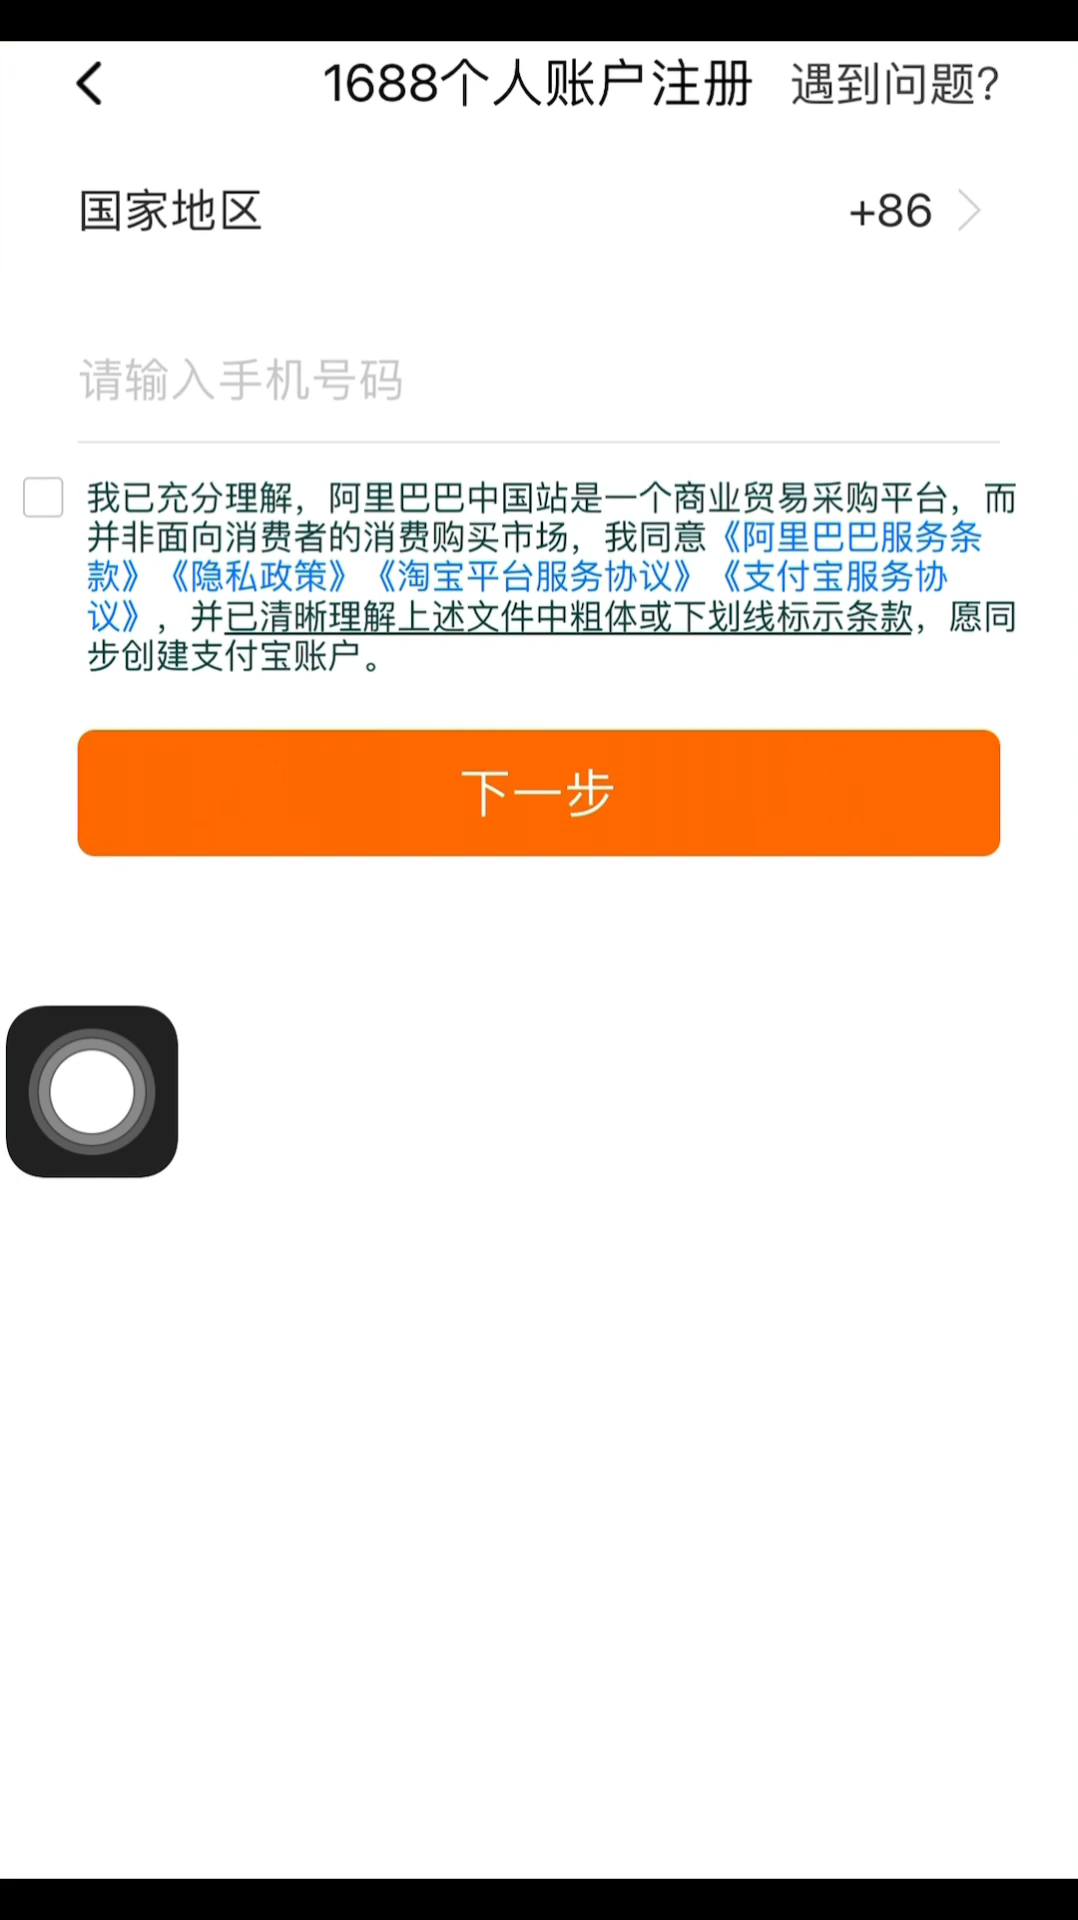 1688个人账户注册 遇到问题?
国家地区 +86
请输入手机号码
我已充分理解，阿里巴巴中国站是一个商业贸易采购平台，而
并非面向消费者的消费购买市场，我同意《阿里巴巴服务条
款》《隐私政策》《淘宝平台服务协议》《支付宝服务协
议》，并已清晰理解上述文件中粗体或下划线标示条款，愿同
步创建支付宝账户。
下一步